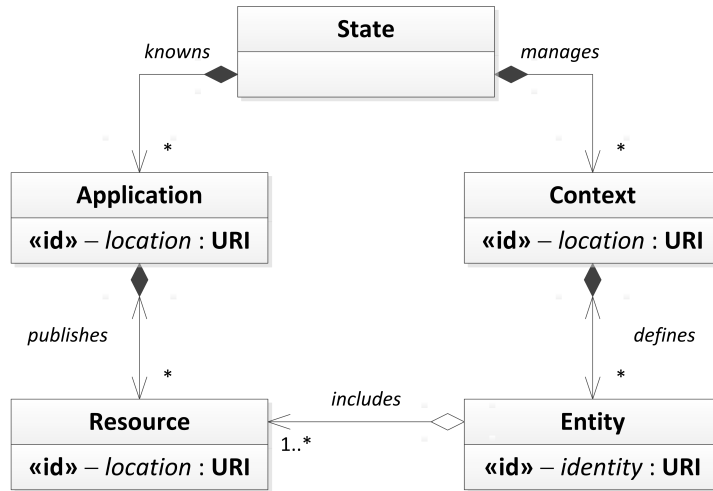 State
knowns
manages
*
*
Application
Context
«id» – location : URI
«id» – location : URI
publishes
defines
*
*
includes
Resource
Entity
1..*
«id» – location : URI
«id» – identity : URI